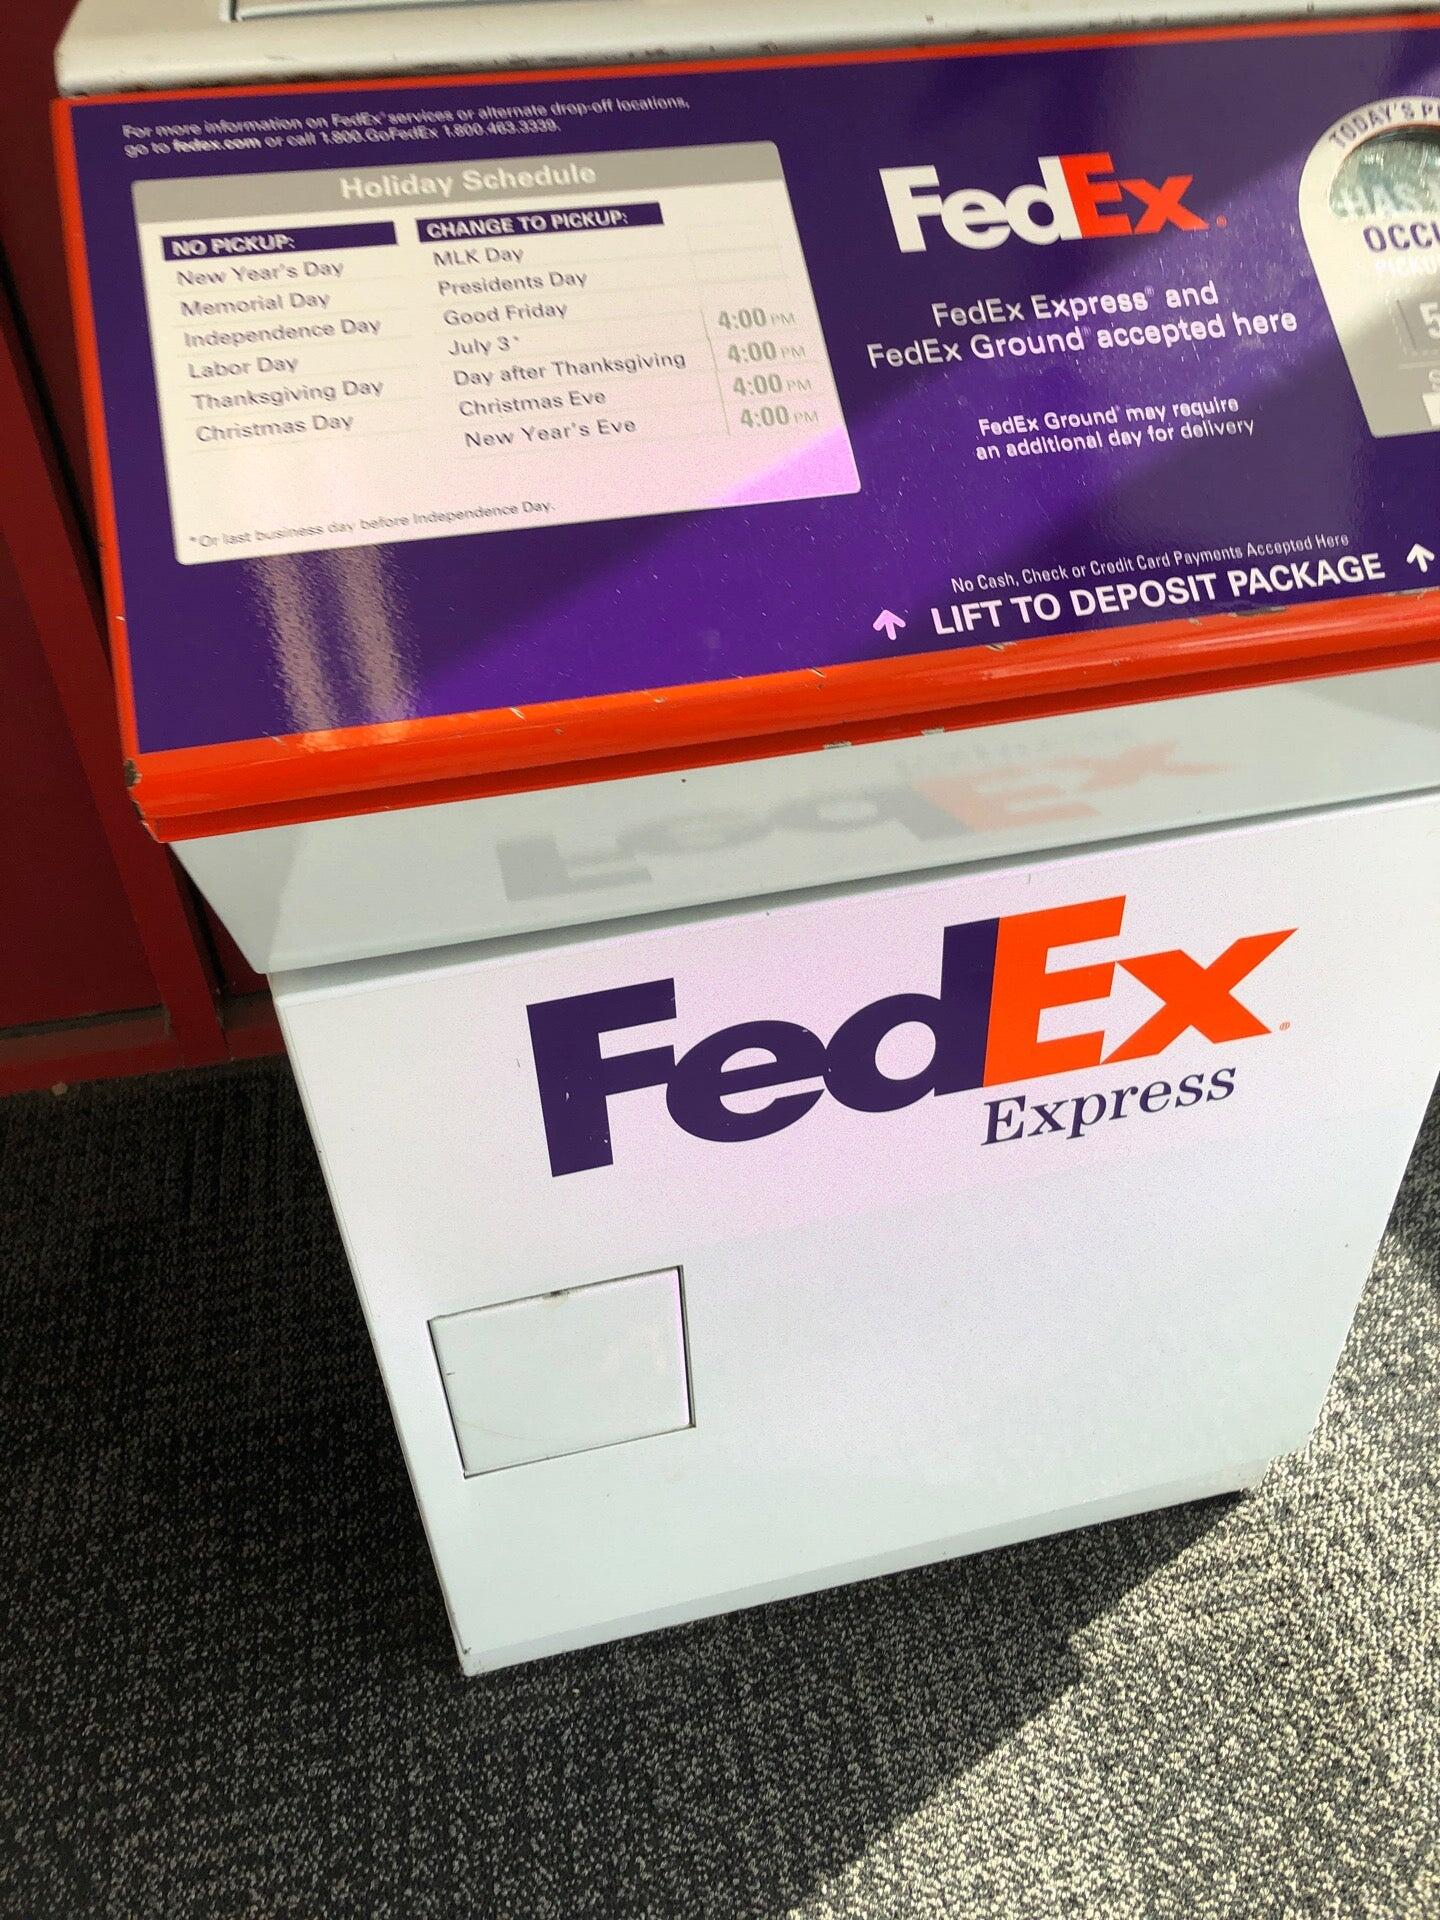 For more information on FedEx® services or alternate drop-off locations,
go to fedex.com or call 1.800.GoFedEx 1.800.463.3339.
Holiday Schedule
NO PICKUP:
New Year's Day
Memorial Day
Independence Day
Labor Day
Thanksgiving Day
Christmas Day
CHANGE TO PICKUP:
MLK Day
Presidents Day
Good Friday
July 3* 4:00 PM
Day after Thanksgiving 4:00 PM
Christmas Eve 4:00 PM
New Year's Eve 4:00 PM
*Or last business day before Independence Day.
FedEx®
FedEx Express® and
FedEx Ground® accepted here
FedEx Ground® may require
an additional day for delivery
No Cash, Check or Credit Card Payments Accepted Here
↑ LIFT TO DEPOSIT PACKAGE ↑
TODAY'S P
HAS
OCCU
PICKU
5
S
FedEx®
Express